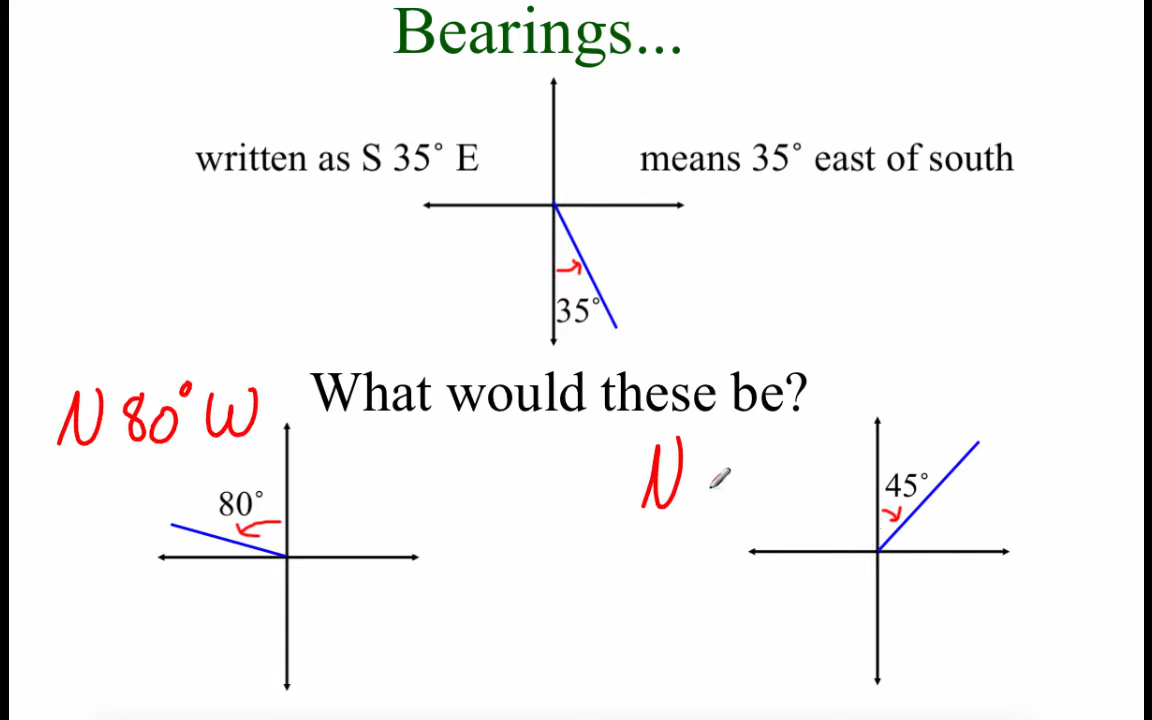 Bearings...
written as S 35° E
means 35° east of south
35°
What would these be?
N 80° W
80°
N
45°